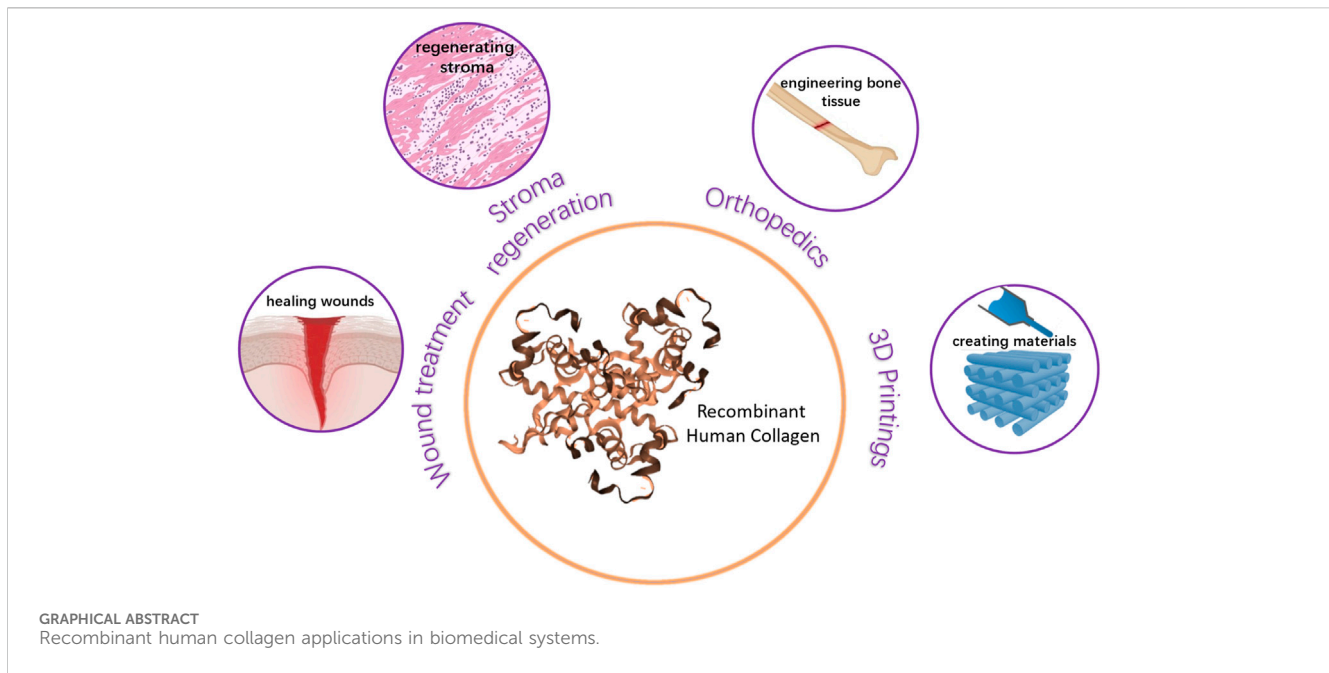 regenerating
stroma
engineering bone
tissue
Stroma
regeneration
Orthopedics
healing wounds
Wound treatment
creating materials
3D Printings
Recombinant
Human Collagen
GRAPHICAL ABSTRACT
Recombinant human collagen applications in biomedical systems.